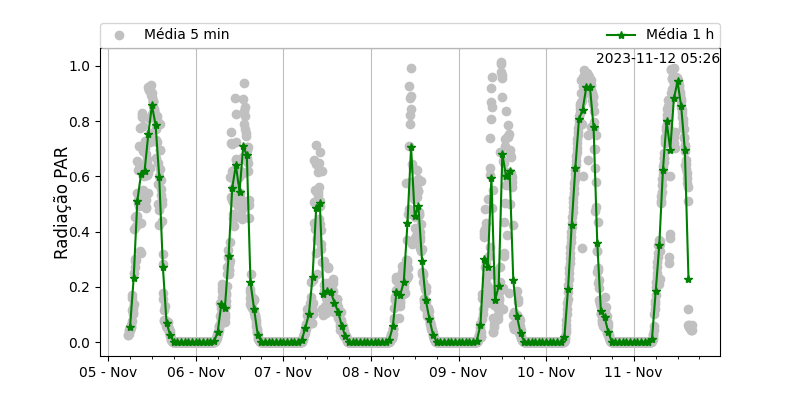 Média 5 min
Média 1 h
2023-11-12 05:26
Radiação PAR
1.0
0.8
0.6
0.4
0.2
0.0
05 - Nov
06 - Nov
07 - Nov
08 - Nov
09 - Nov
10 - Nov
11 - Nov